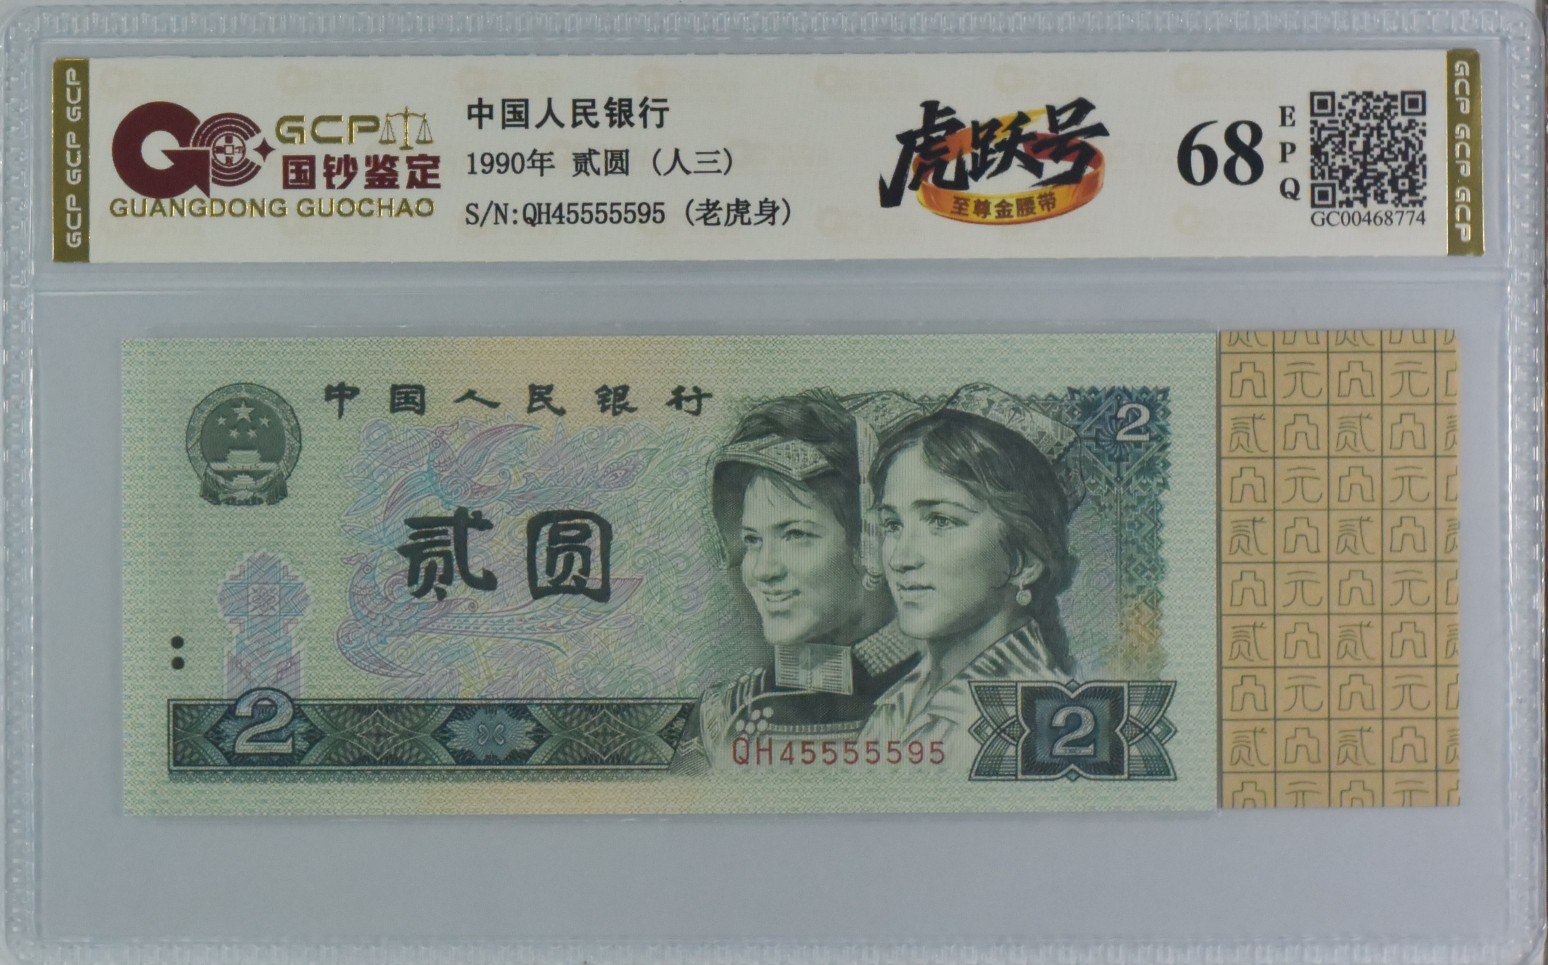 GCP GCP GCP
GCP
国钞鉴定
GUANGDONG GUOCHAO
中国人民银行
1990年 贰圆 (人三)
S/N:QH45555595 (老虎身)
虎跃号
至尊金腰带
68
EPQ
GC00468774
GCP GCP GCP
中国人民银行
2
贰圆
2
QH45555595
2